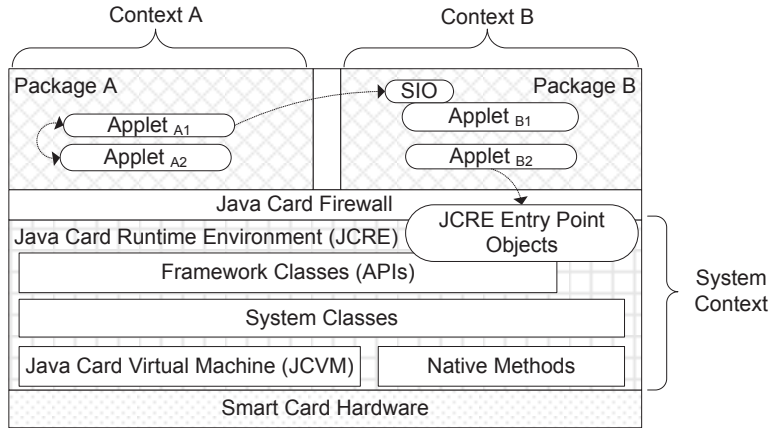 Context A
Context B
Package A
SIO
Package B
Applet A1
Applet B1
Applet A2
Applet B2
Java Card Firewall
JCRE Entry Point
Objects
Java Card Runtime Environment (JCRE)
Framework Classes (APIs)
System
Context
System Classes
Java Card Virtual Machine (JCVM)
Native Methods
Smart Card Hardware